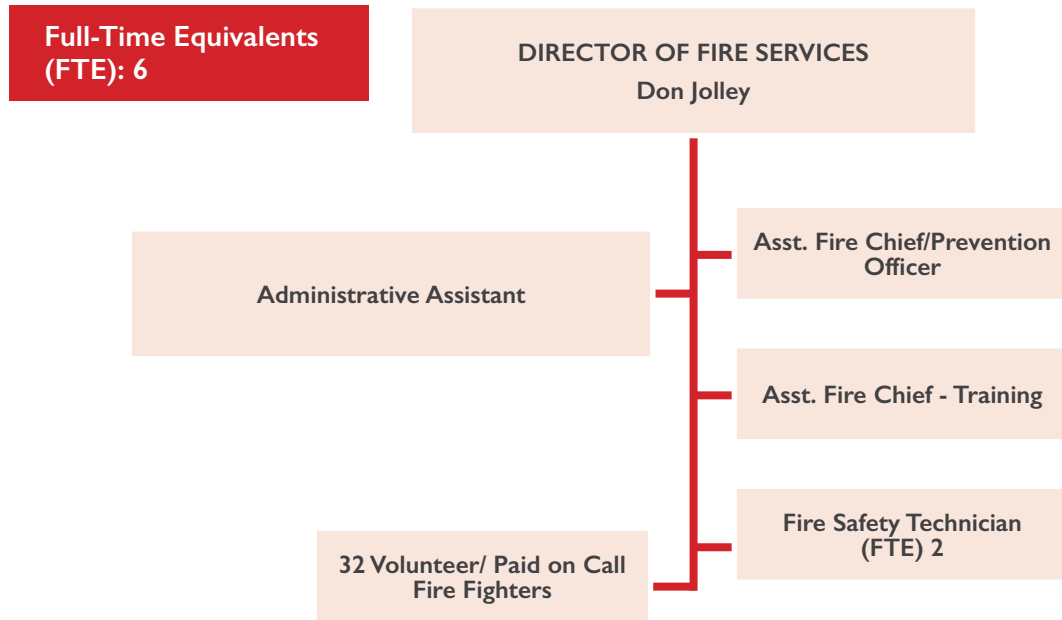 Full-Time Equivalents
(FTE): 6
DIRECTOR OF FIRE SERVICES
Don Jolley
Asst. Fire Chief/Prevention
Officer
Administrative Assistant
Asst. Fire Chief - Training
Fire Safety Technician
(FTE) 2
32 Volunteer/ Paid on Call
Fire Fighters